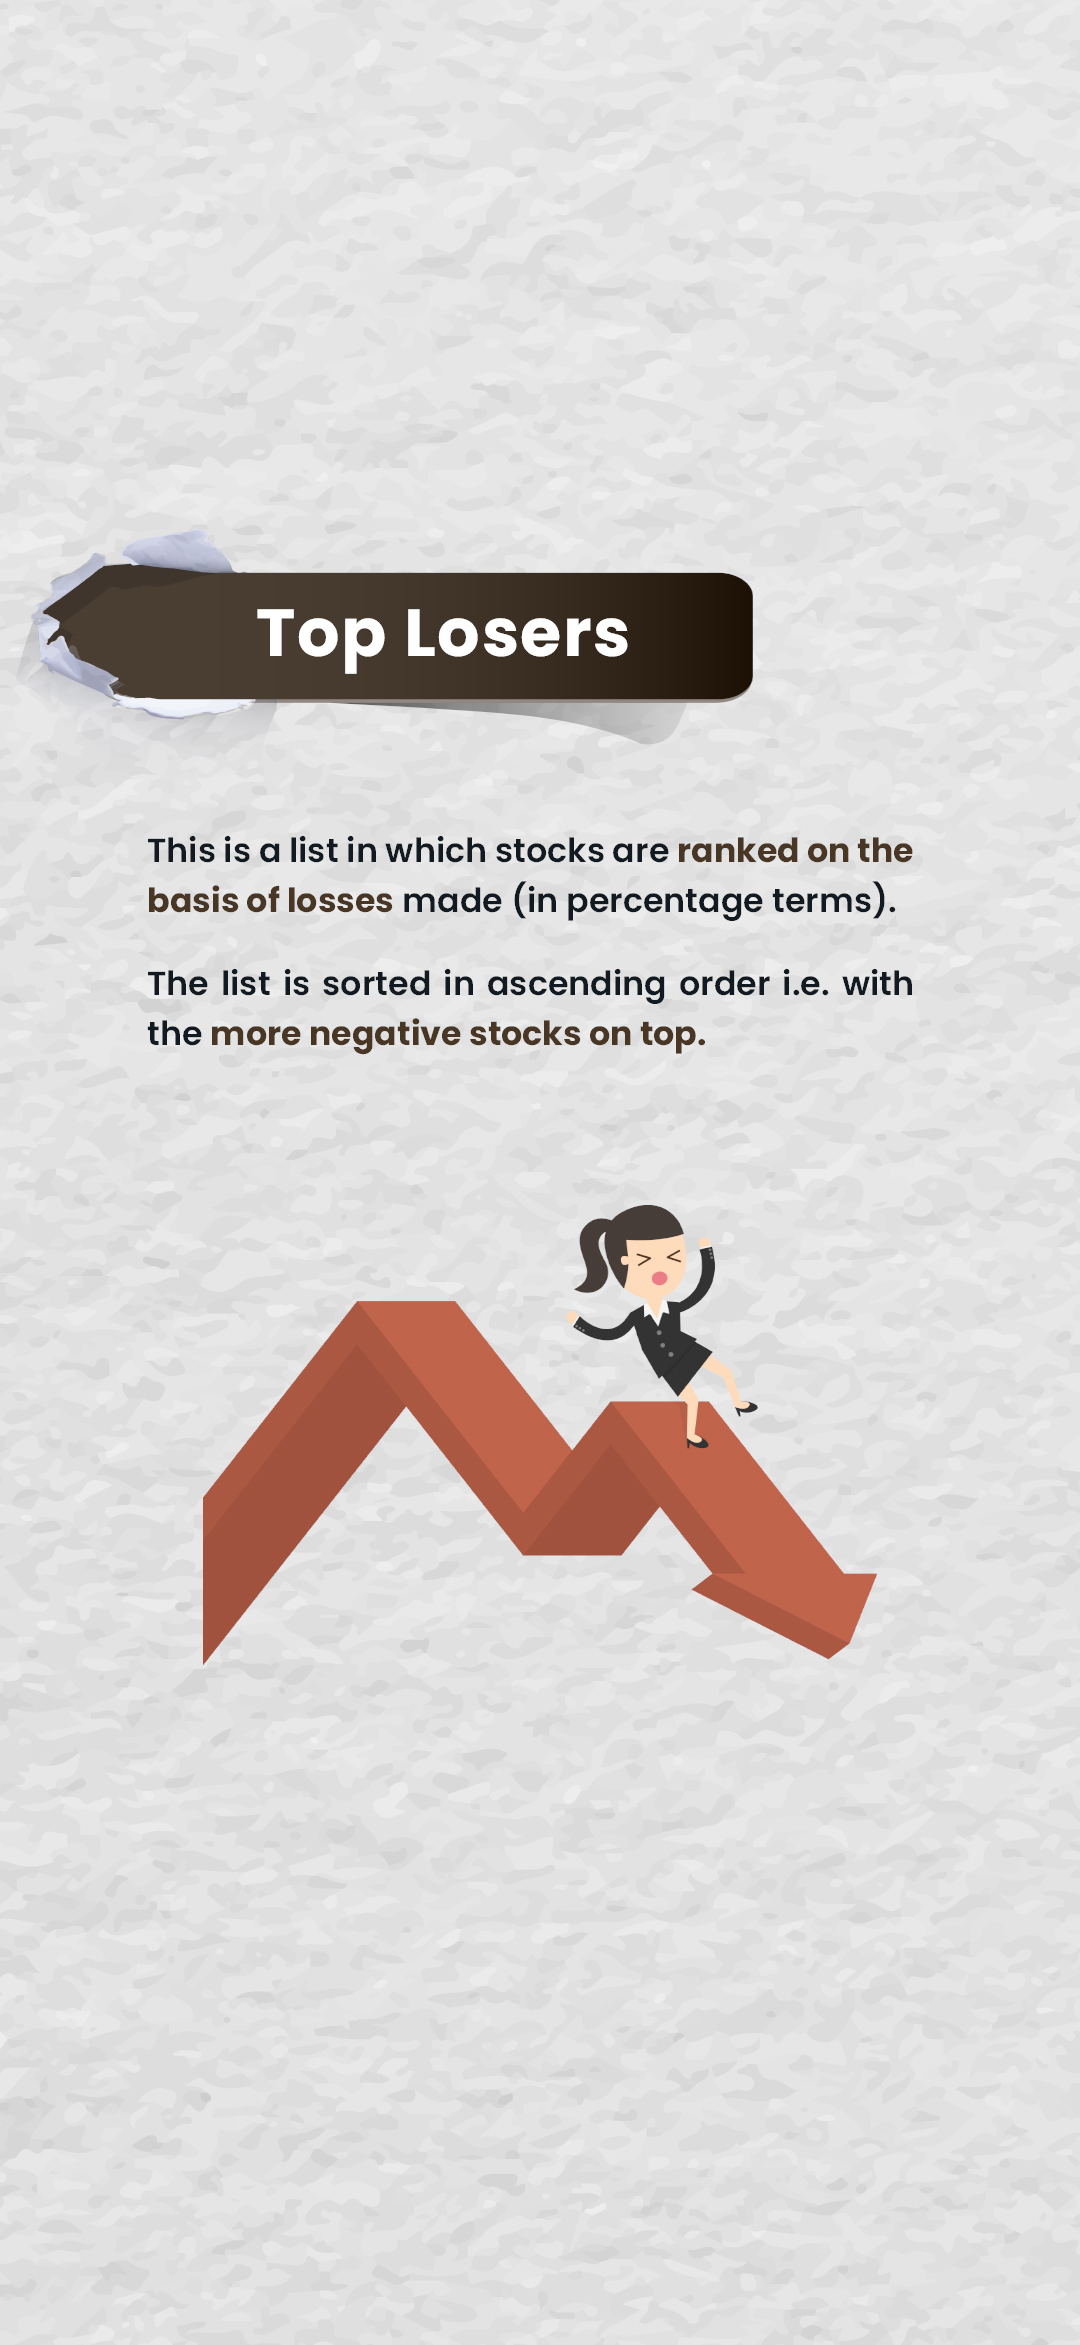 Top Losers
This is a list in which stocks are ranked on the
basis of losses made (in percentage terms).
The list is sorted in ascending order i.e. with
the more negative stocks on top.